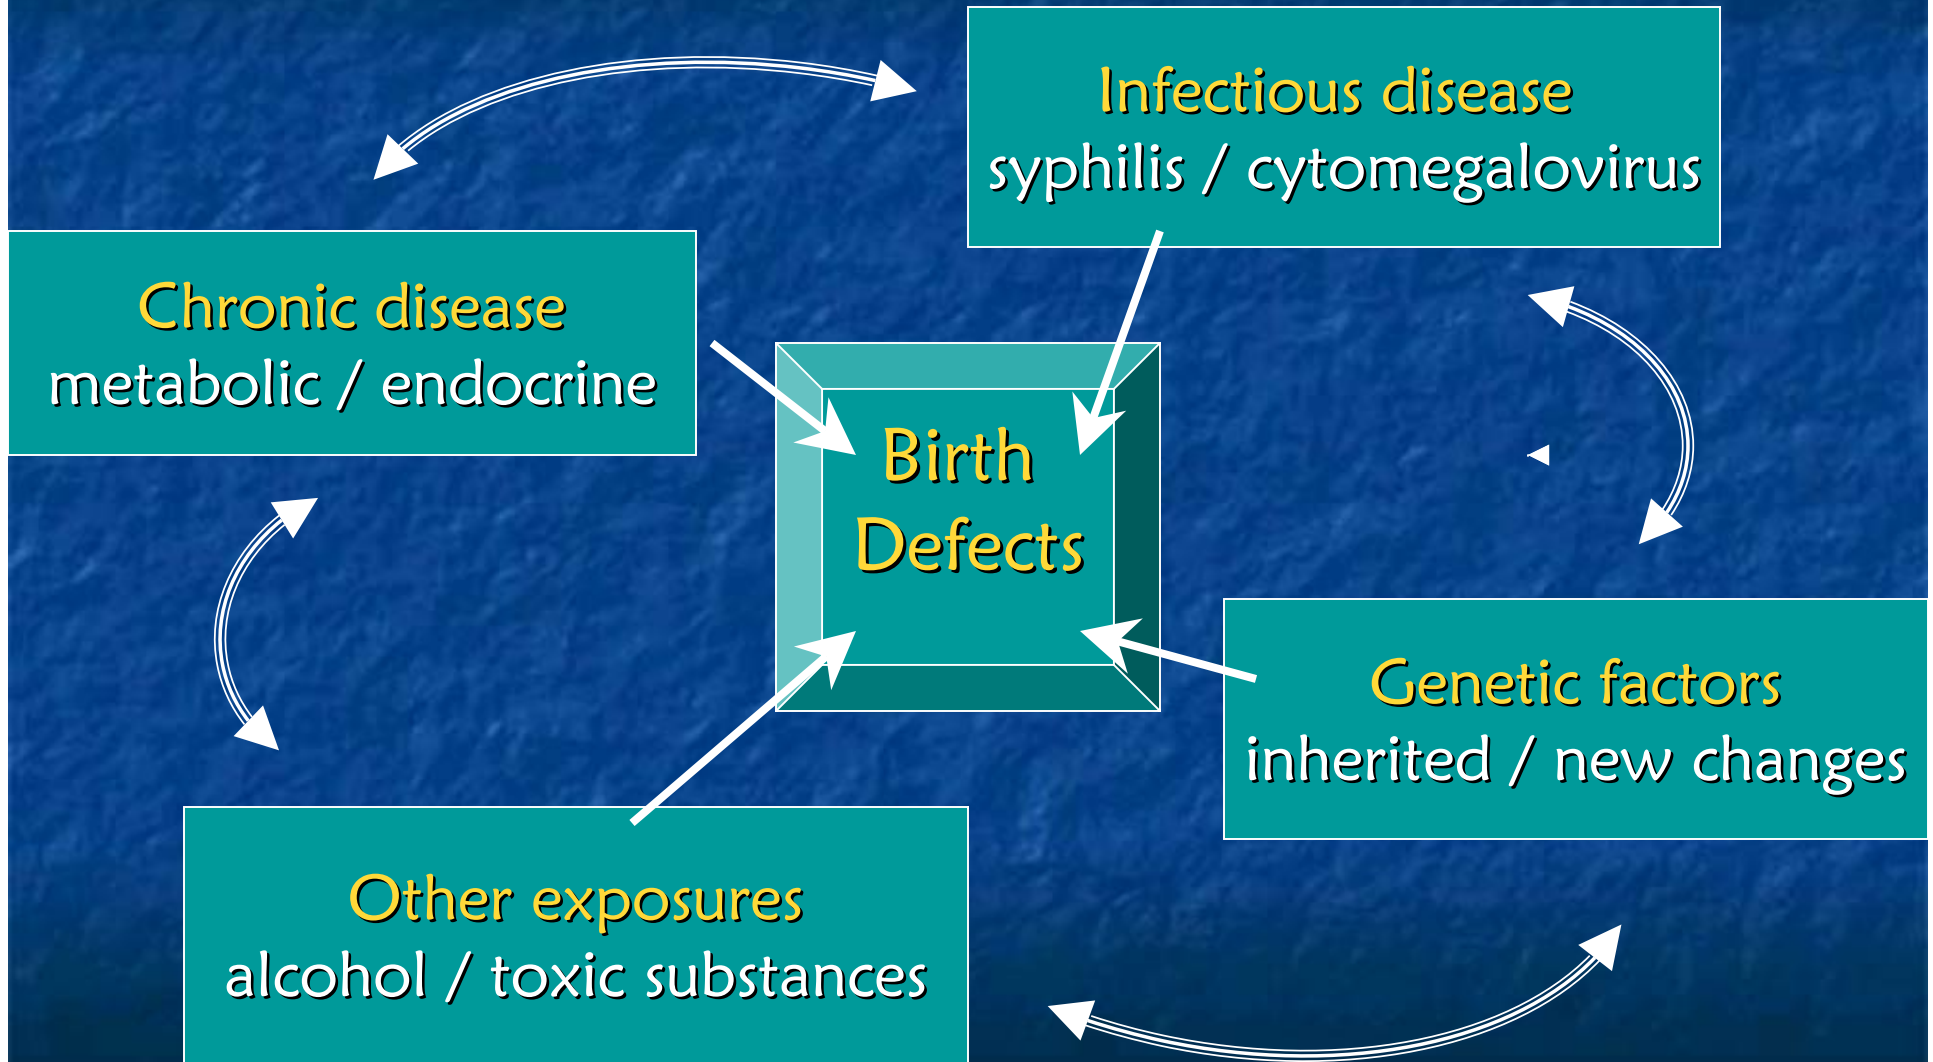 Infectious disease
syphilis / cytomegalovirus
Chronic disease
metabolic / endocrine
Birth
Defects
Genetic factors
inherited / new changes
Other exposures
alcohol / toxic substances